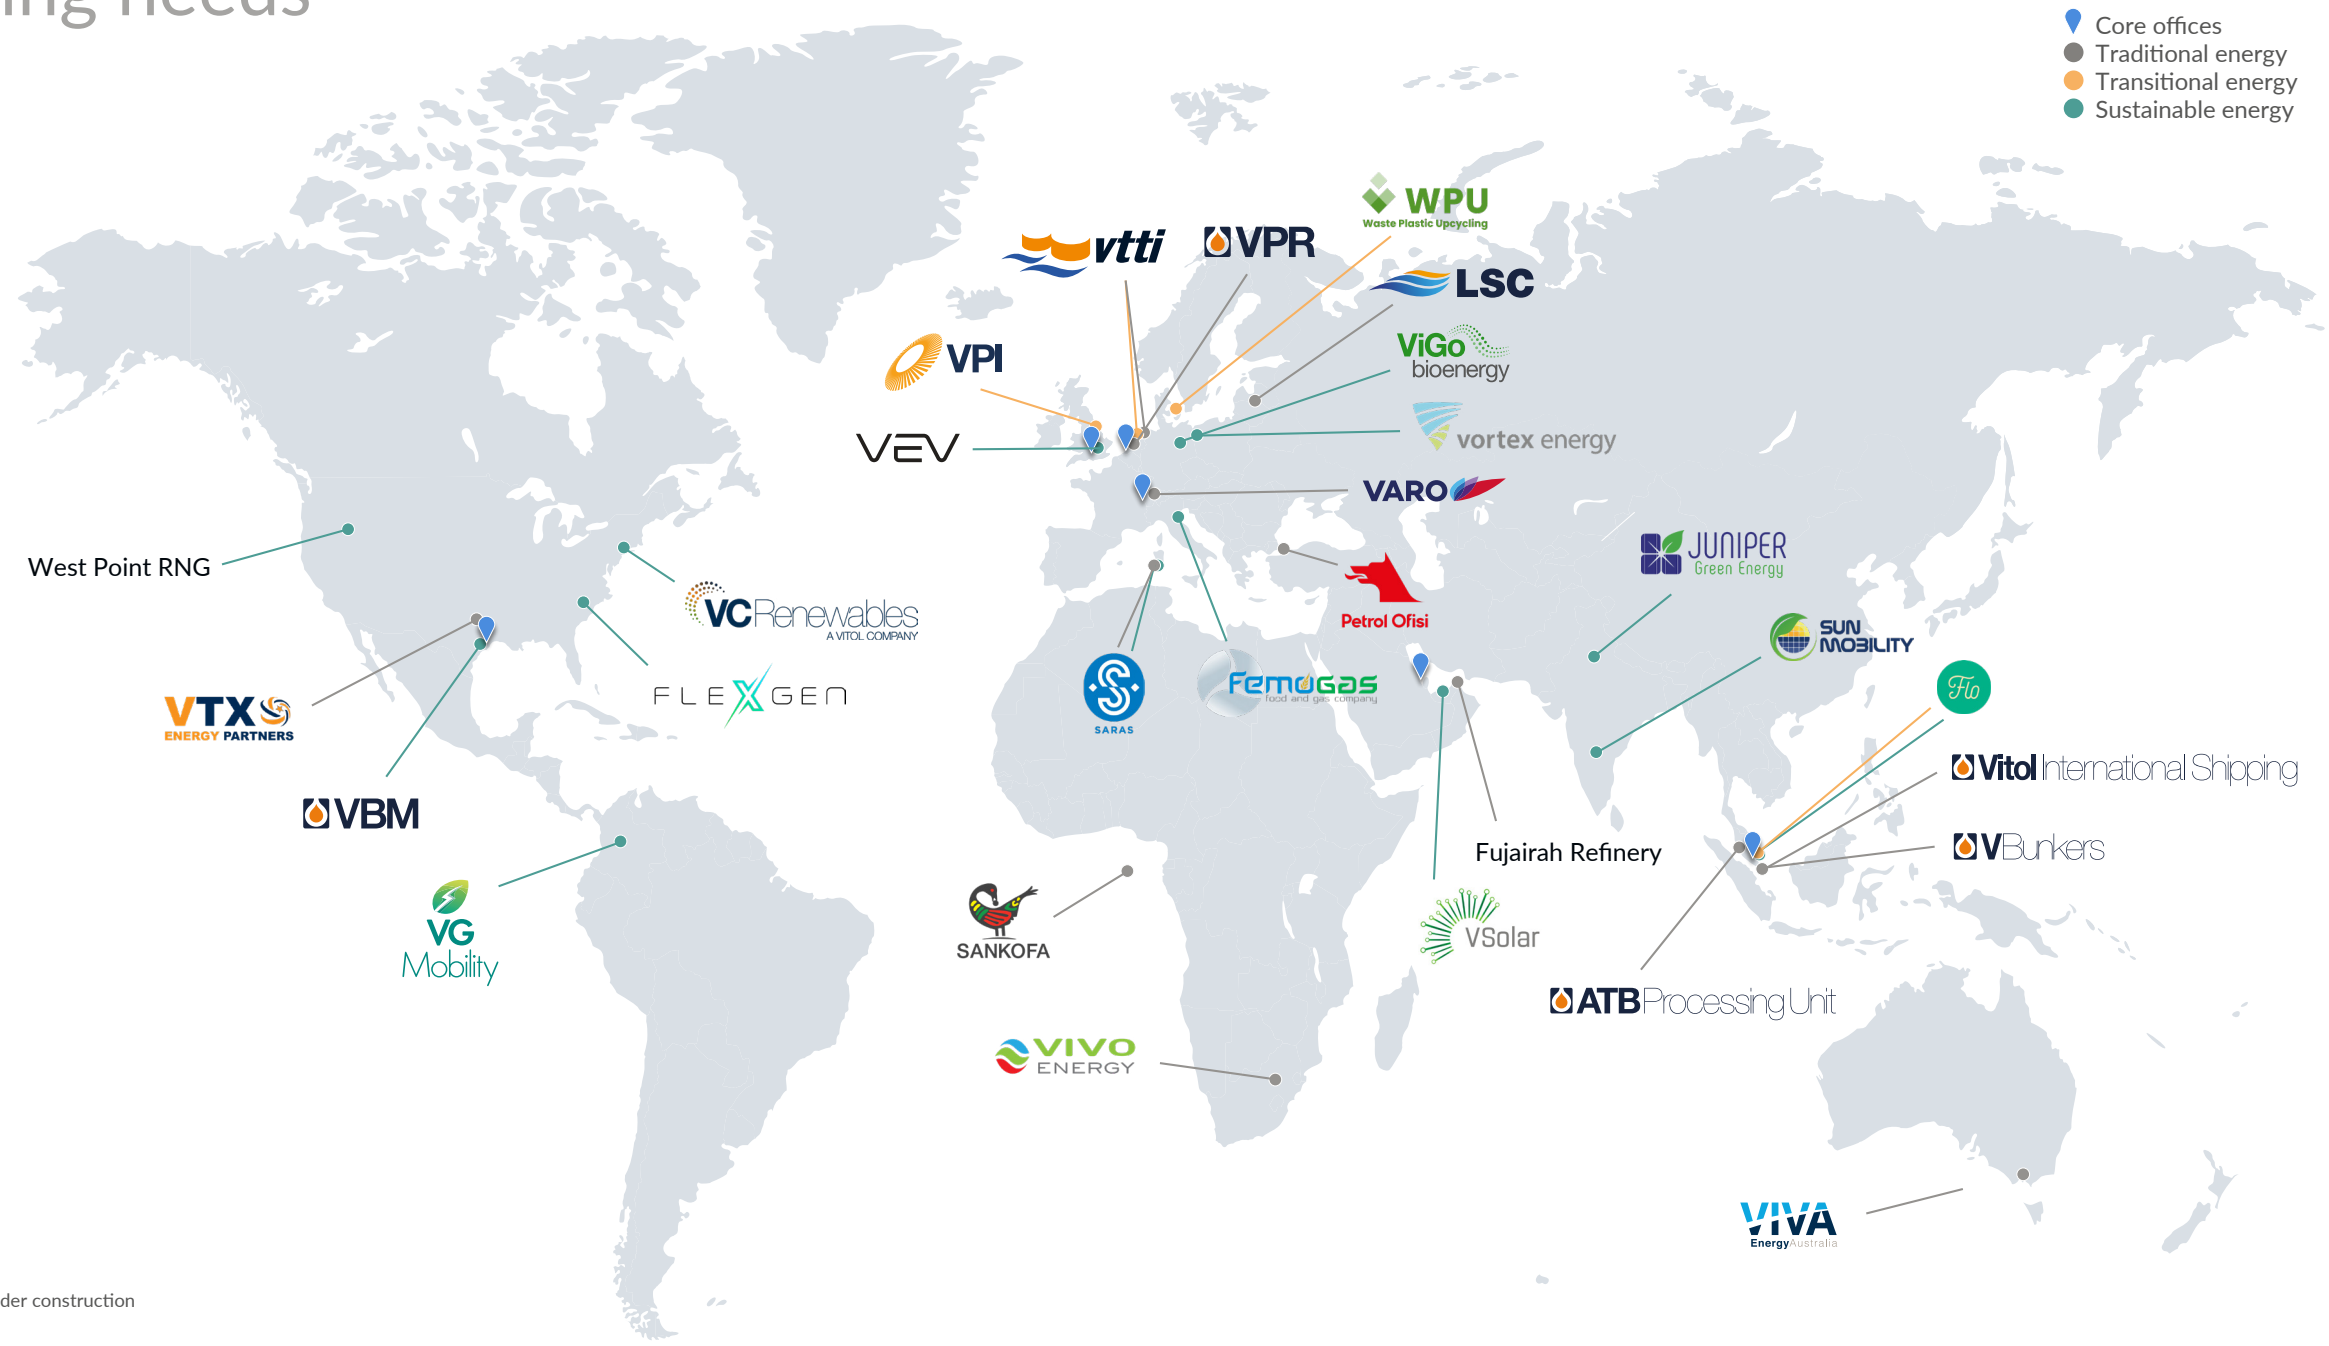 ing needs
Core offices
Traditional energy
Transitional energy
Sustainable energy
WPU
Waste Plastic Upcycling
vtti
VPR
LSC
VPI
ViGo
bioenergy
VEV
vortex energy
VARO
West Point RNG
JUNIPER
Green Energy
VCRenewables
A VITOL COMPANY
Petrol Ofisi
SUN
MOBILITY
FLEXGEN
SARAS
Femogas
food and gas company
Flo
VTX
ENERGY PARTNERS
Vitol International Shipping
VBM
Fujairah Refinery
VBunkers
VG
Mobility
SANKOFA
VSolar
ATB Processing Unit
VIVO
ENERGY
VIVA
EnergyAustralia
der construction